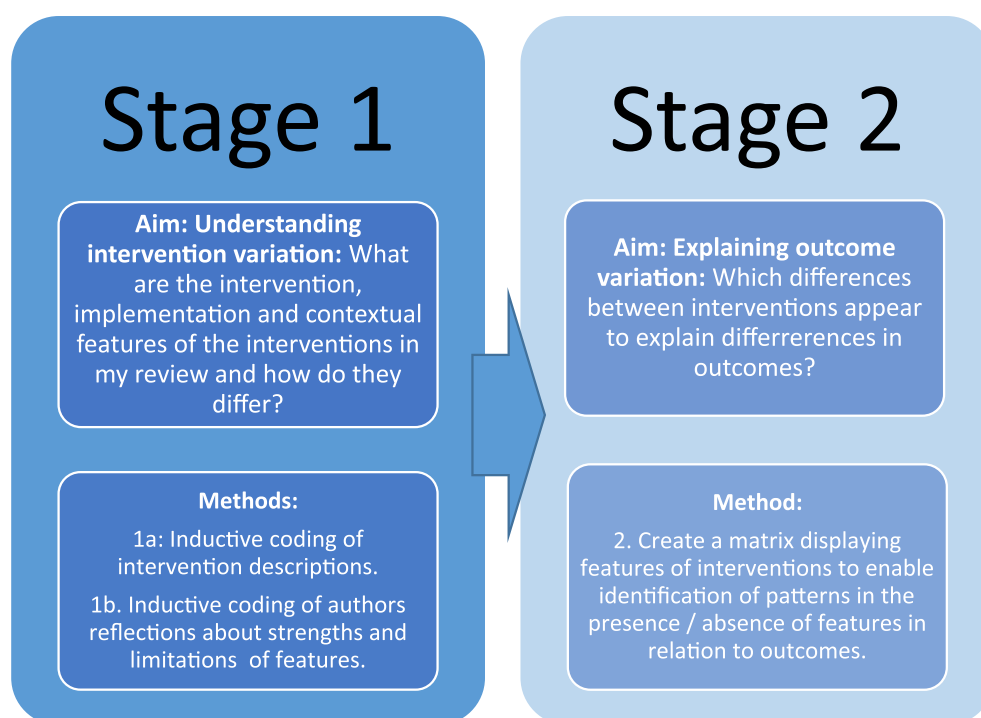 Stage 1
Aim: Understanding
intervention variation: What
are the intervention,
implementation and contextual
features of the interventions in
my review and how do they
differ?
Methods:
1a: Inductive coding of
intervention descriptions.
1b. Inductive coding of authors
reflections about strengths and
limitations of features.
Stage 2
Aim: Explaining outcome
variation: Which differences
between interventions appear
to explain differrerences in
outcomes?
Method:
2. Create a matrix displaying
features of interventions to enable
identification of patterns in the
presence / absence of features in
relation to outcomes.